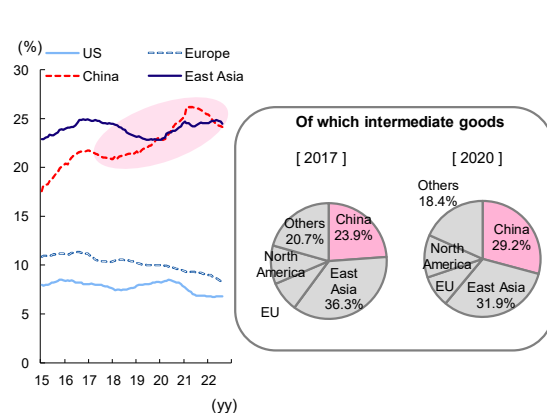 (%)
US
Europe
China
East Asia
30
25
20
15
10
5
0
15 16 17 18 19 20 21 22
(yy)
Of which intermediate goods
[ 2017 ]
[ 2020 ]
Others
20.7%
China
23.9%
North
America
East
Asia
36.3%
EU
Others
18.4%
China
29.2%
North
America
EU
East Asia
31.9%